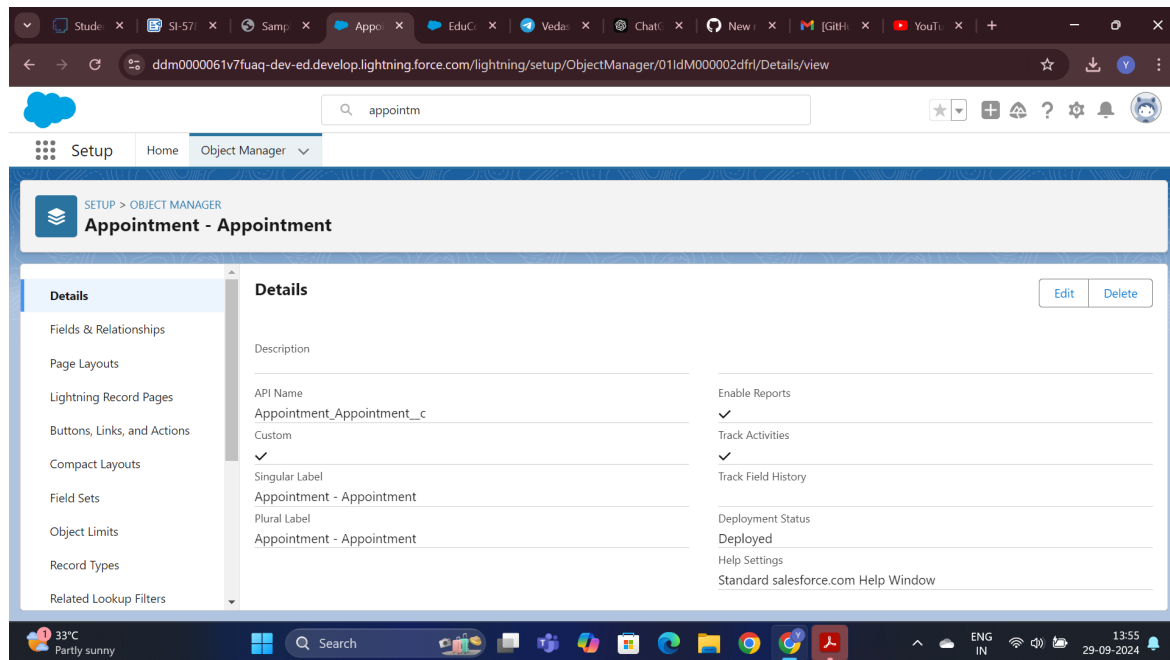 Stude
SI-57
Samp
Appoi
EduCo
Vedas
ChatG
New r
[GitHu
YouTu
ddm0000061v7fuaq-dev-ed.develop.lightning.force.com/lightning/setup/ObjectManager/01IdM000002dfrl/Details/view
Y
appointm
Setup
Home
Object Manager
SETUP > OBJECT MANAGER
Appointment - Appointment
Details
Fields & Relationships
Page Layouts
Lightning Record Pages
Buttons, Links, and Actions
Compact Layouts
Field Sets
Object Limits
Record Types
Related Lookup Filters
Details
Edit
Delete
Description
API Name
Appointment_Appointment__c
Custom
Singular Label
Appointment - Appointment
Plural Label
Appointment - Appointment
Enable Reports
Track Activities
Track Field History
Deployment Status
Deployed
Help Settings
Standard salesforce.com Help Window
1
33°C
Partly sunny
Search
ENG
IN
13:55
29-09-2024